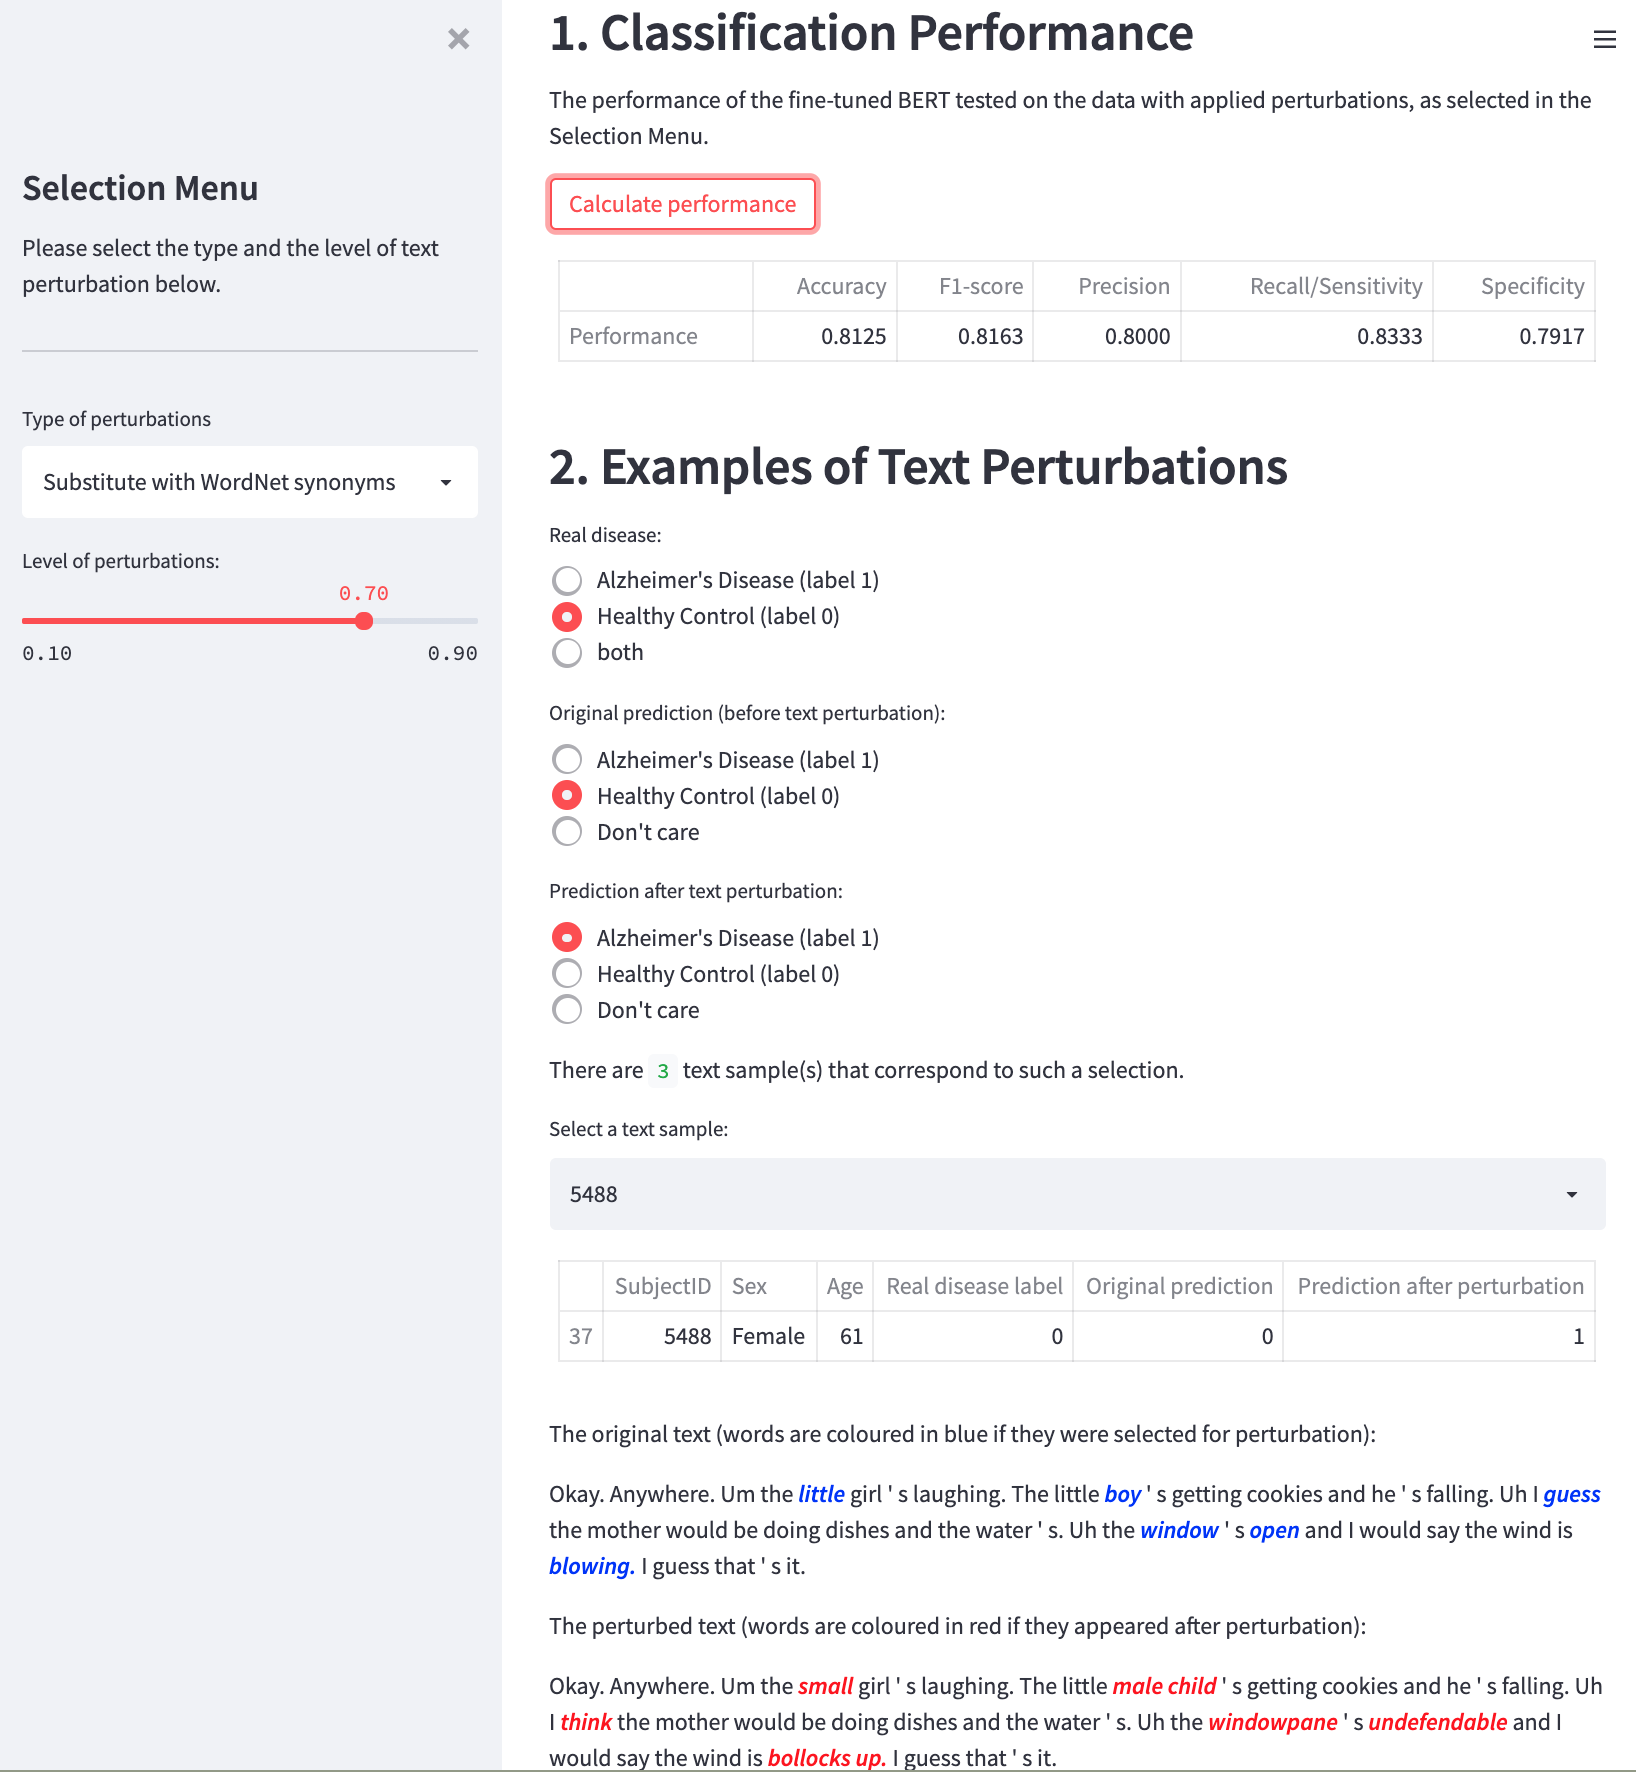 Selection Menu
Please select the type and the level of text
perturbation below.
Type of perturbations
Substitute with WordNet synonyms
Level of perturbations:
0.70
0.10 0.90
1. Classification Performance
The performance of the fine-tuned BERT tested on the data with applied perturbations, as selected in the
Selection Menu.
Calculate performance
Accuracy F1-score Precision Recall/Sensitivity Specificity
Performance 0.8125 0.8163 0.8000 0.8333 0.7917
2. Examples of Text Perturbations
Real disease:
Alzheimer's Disease (label 1)
Healthy Control (label 0)
both
Original prediction (before text perturbation):
Alzheimer's Disease (label 1)
Healthy Control (label 0)
Don't care
Prediction after text perturbation:
Alzheimer's Disease (label 1)
Healthy Control (label 0)
Don't care
There are 3 text sample(s) that correspond to such a selection.
Select a text sample:
5488
SubjectID Sex Age Real disease label Original prediction Prediction after perturbation
37 5488 Female 61 0 0 1
The original text (words are coloured in blue if they were selected for perturbation):
Okay. Anywhere. Um the little girl ' s laughing. The little boy ' s getting cookies and he ' s falling. Uh I guess
the mother would be doing dishes and the water ' s. Uh the window ' s open and I would say the wind is
blowing. I guess that ' s it.
The perturbed text (words are coloured in red if they appeared after perturbation):
Okay. Anywhere. Um the small girl ' s laughing. The little male child ' s getting cookies and he ' s falling. Uh
I think the mother would be doing dishes and the water ' s. Uh the windowpane ' s undefendable and I
would say the wind is bollocks up. I guess that ' s it.